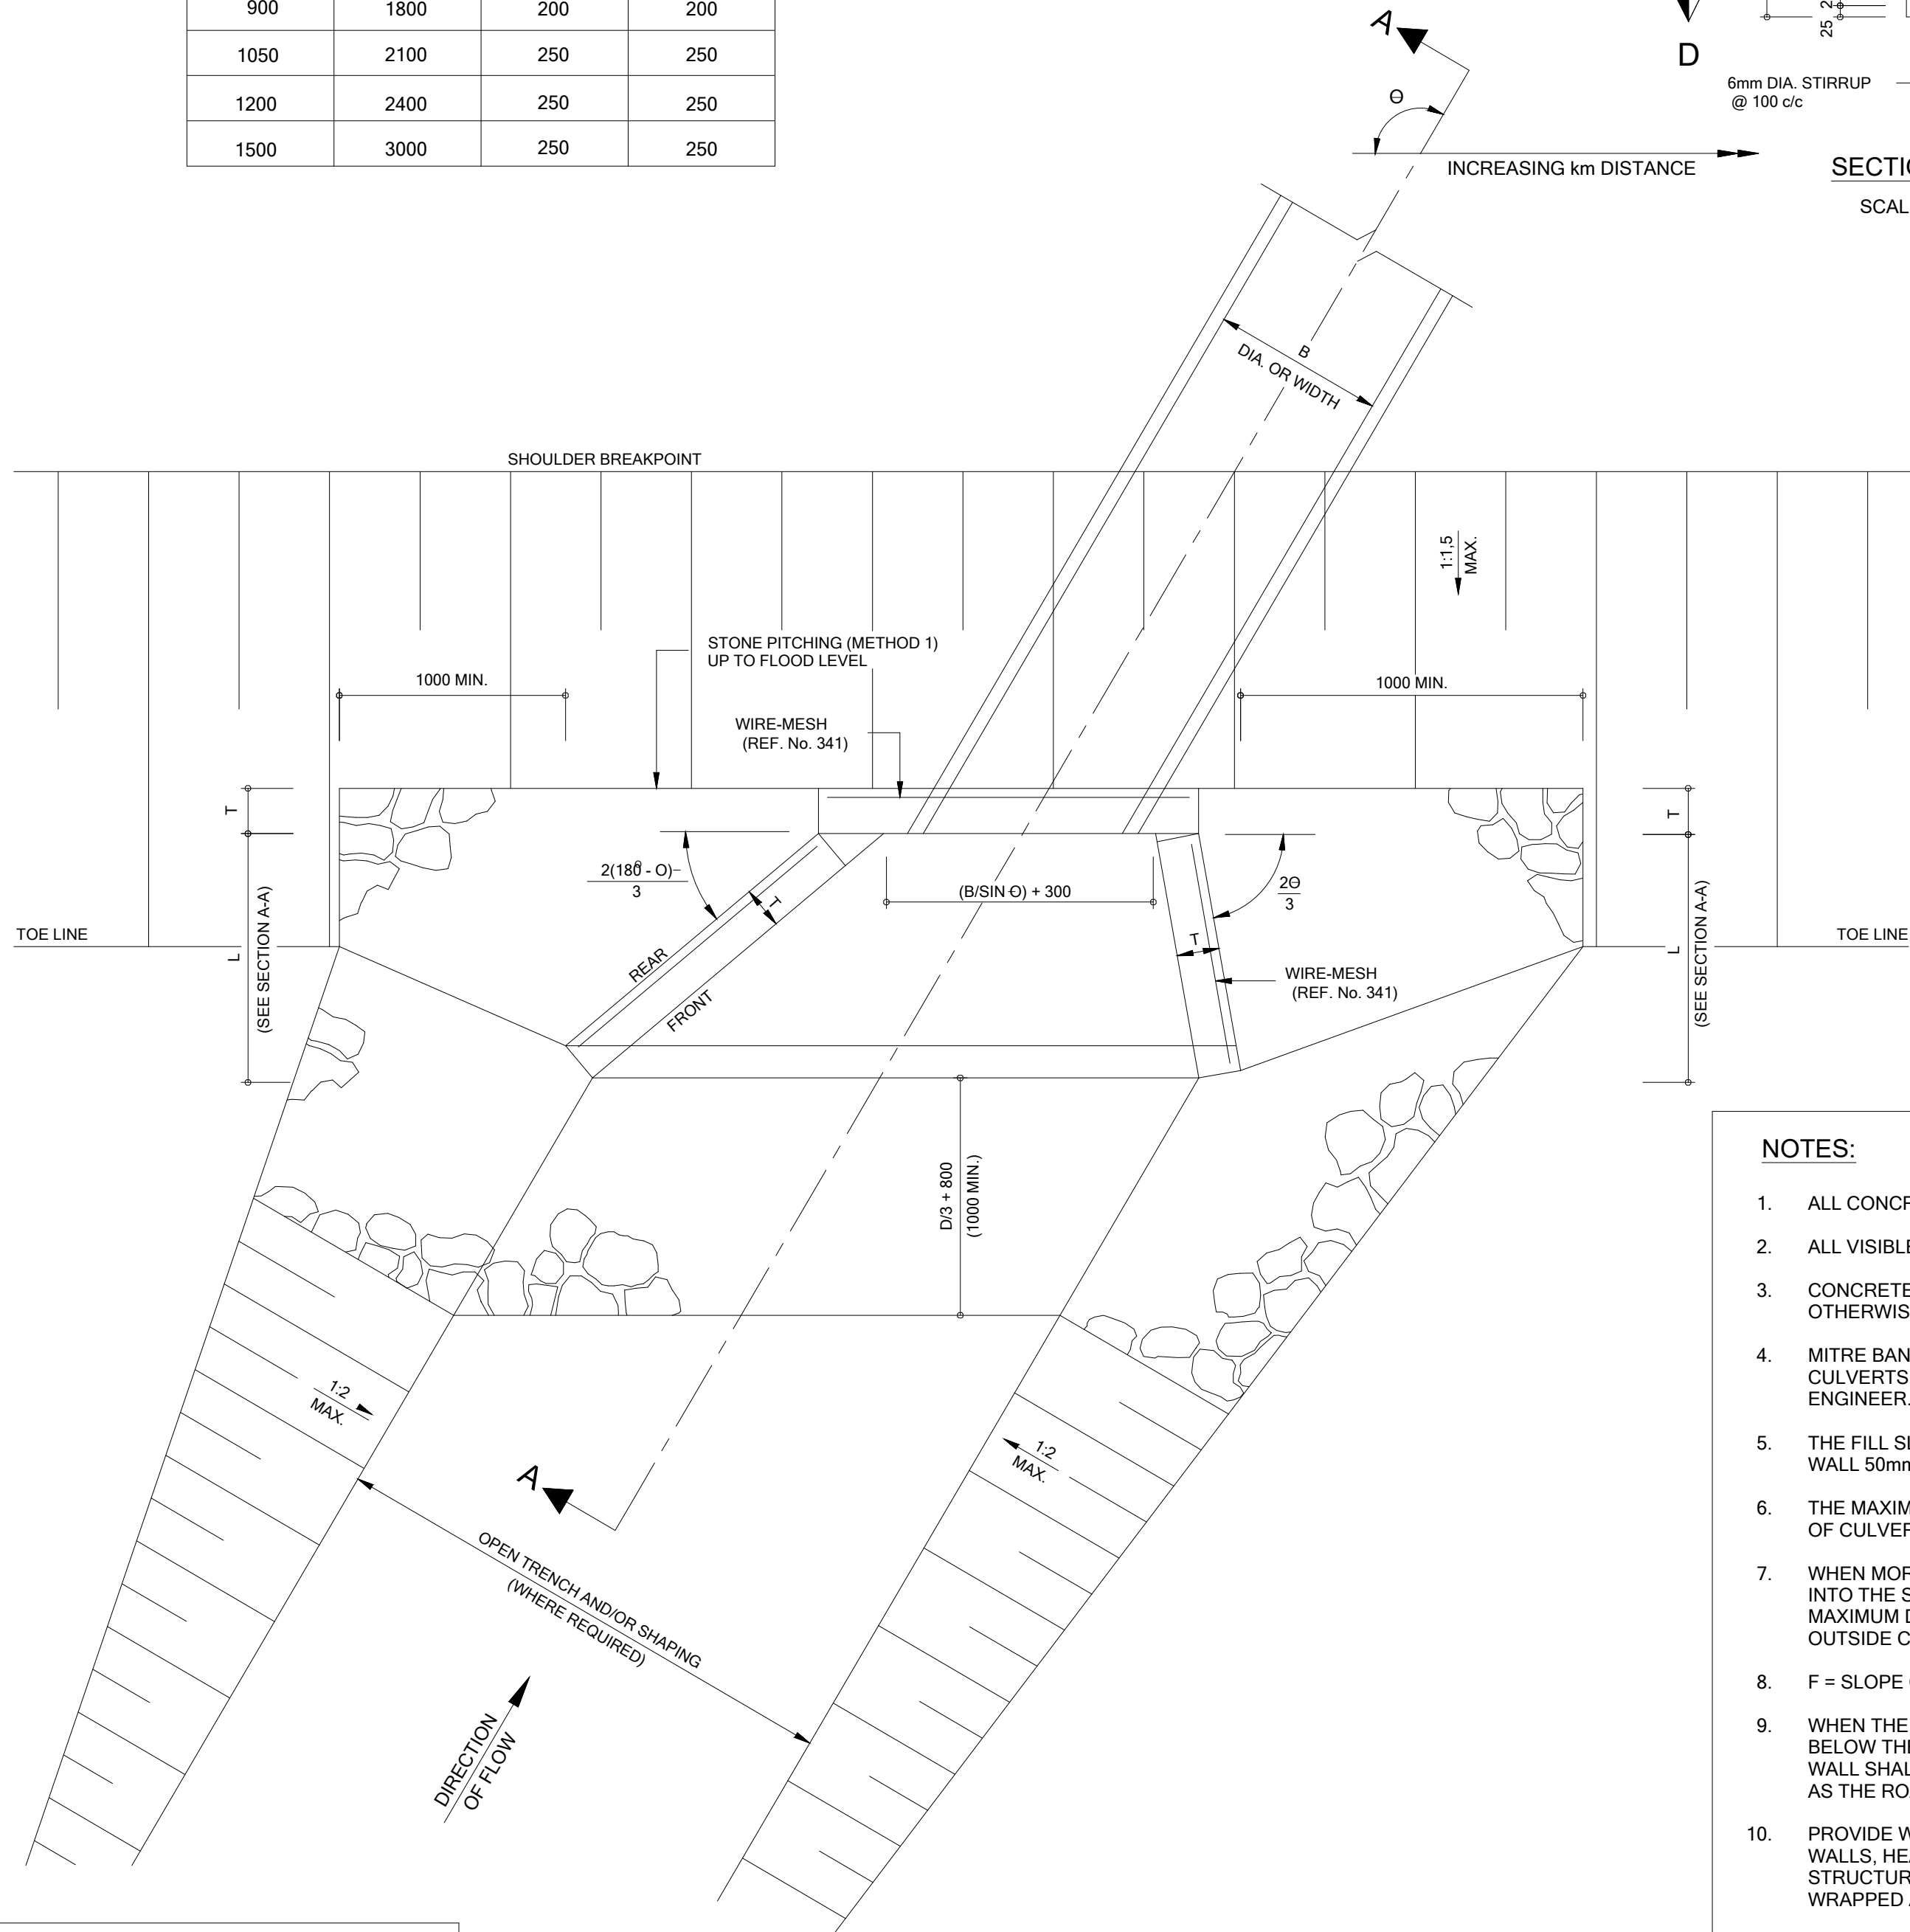 900 1800 200 200
1050 2100 250 250
1200 2400 250 250
1500 3000 250 250
A
Θ
INCREASING km DISTANCE
D
25
6mm DIA. STIRRUP
@ 100 c/c
SECTIO
SCAL
B
DIA. OR WIDTH
SHOULDER BREAKPOINT
1:1,5
MAX.
STONE PITCHING (METHOD 1)
UP TO FLOOD LEVEL
1000 MIN.
1000 MIN.
WIRE-MESH
(REF. No. 341)
T
T
2(180° - Θ)
3
(B/SIN Θ) + 300
2Θ
3
TOE LINE
TOE LINE
L
(SEE SECTION A-A)
L
(SEE SECTION A-A)
REAR
T
FRONT
T
WIRE-MESH
(REF. No. 341)
D/3 + 800
(1000 MIN.)
1:2
MAX.
1:2
MAX.
A
OPEN TRENCH AND/OR SHAPING
(WHERE REQUIRED)
DIRECTION
OF FLOW
NOTES:
1. ALL CONCR
2. ALL VISIBLE
3. CONCRETE
OTHERWIS
4. MITRE BAN
CULVERTS
ENGINEER.
5. THE FILL SL
WALL 50mm
6. THE MAXIM
OF CULVER
7. WHEN MOR
INTO THE S
MAXIMUM D
OUTSIDE C
8. F = SLOPE
9. WHEN THE
BELOW THE
WALL SHAL
AS THE ROA
10. PROVIDE W
WALLS, HEA
STRUCTUR
WRAPPED A